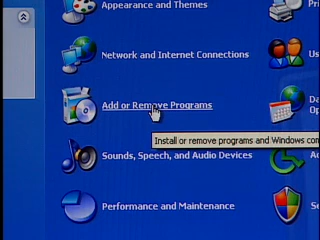 Appearance and Themes
Network and Internet Connections
Add or Remove Programs
Install or remove programs and Windows
Sounds, Speech, and Audio Devices
Performance and Maintenance